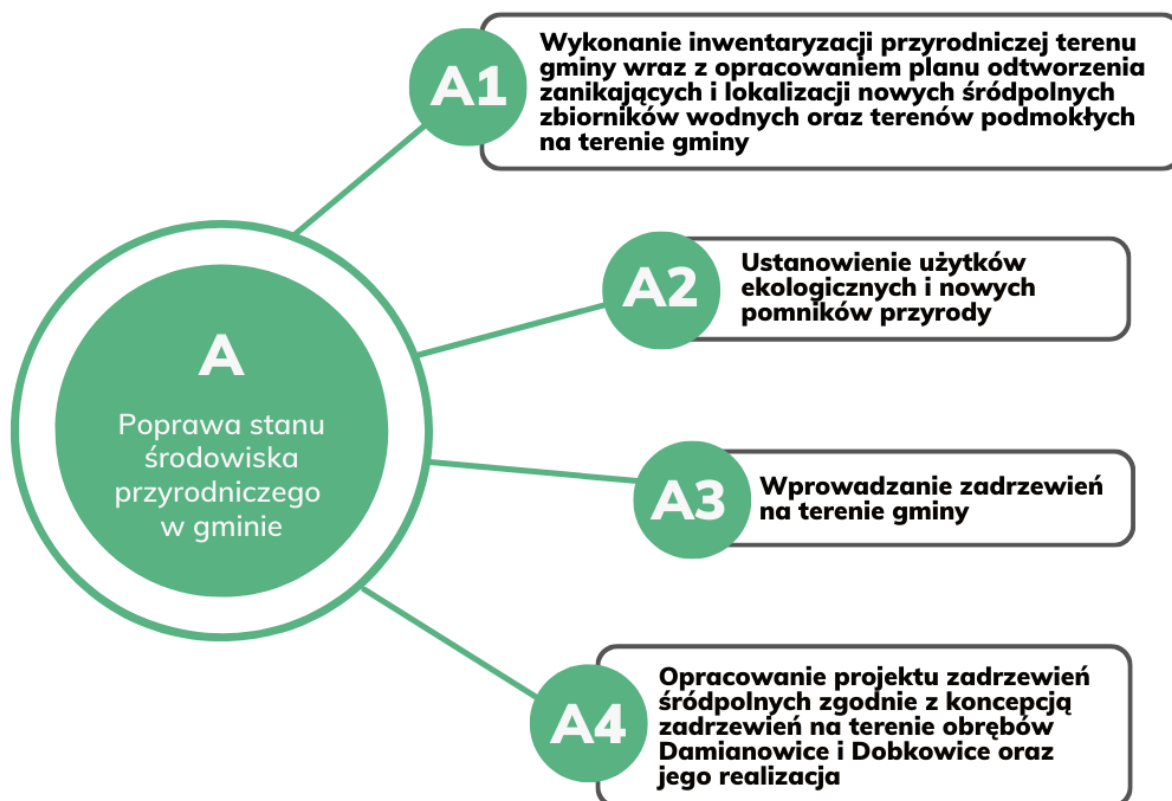 A1
Wykonanie inwentaryzacji przyrodniczej terenu
gminy wraz z opracowaniem planu odtworzenia
zanikających i lokalizacji nowych śródpolnych
zbiorników wodnych oraz terenów podmokłych
na terenie gminy
A2
Ustanowienie użytków
ekologicznych i nowych
pomników przyrody
A
Poprawa stanu
środowiska
przyrodniczego
w gminie
A3
Wprowadzanie zadrzewień
na terenie gminy
A4
Opracowanie projektu zadrzewień
śródpolnych zgodnie z koncepcją
zadrzewień na terenie obrębów
Damianowice i Dobkowice oraz
jego realizacja